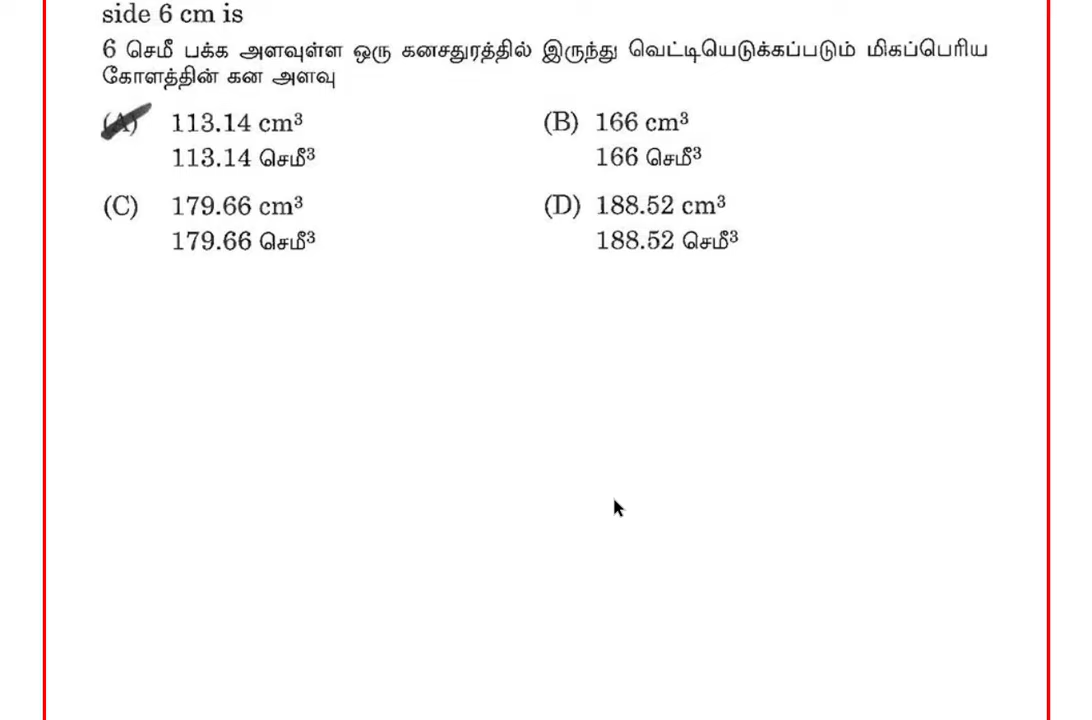 side 6 cm is
6 செமீ பக்க அளவுள்ள ஒரு கனசதுரத்தில் இருந்து வெட்டியெடுக்கப்படும் மிகப்பெரிய
கோளத்தின் கன அளவு
(A) 113.14 cm³ (B) 166 cm³
113.14 செமீ³ 166 செமீ³
(C) 179.66 cm³ (D) 188.52 cm³
179.66 செமீ³ 188.52 செமீ³